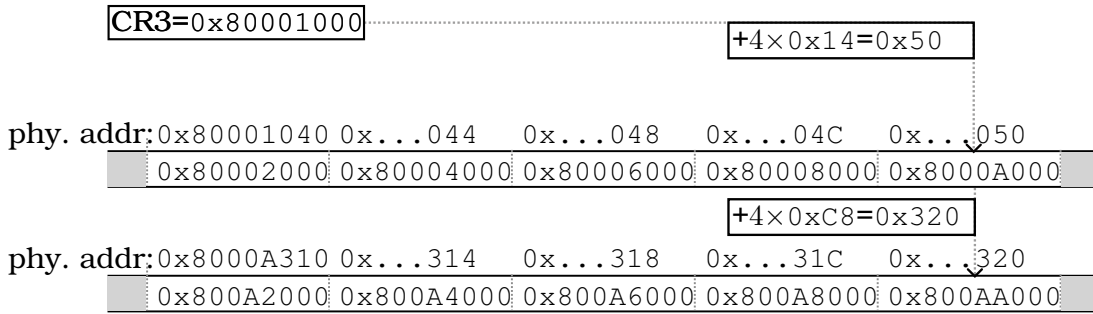 CR3=0x80001000
+4×0x14=0x50
phy. addr: 0x80001040 0x...044 0x...048 0x...04C 0x...050
0x80002000 0x80004000 0x80006000 0x80008000 0x8000A000
+4×0xC8=0x320
phy. addr: 0x8000A310 0x...314 0x...318 0x...31C 0x...320
0x800A2000 0x800A4000 0x800A6000 0x800A8000 0x800AA000